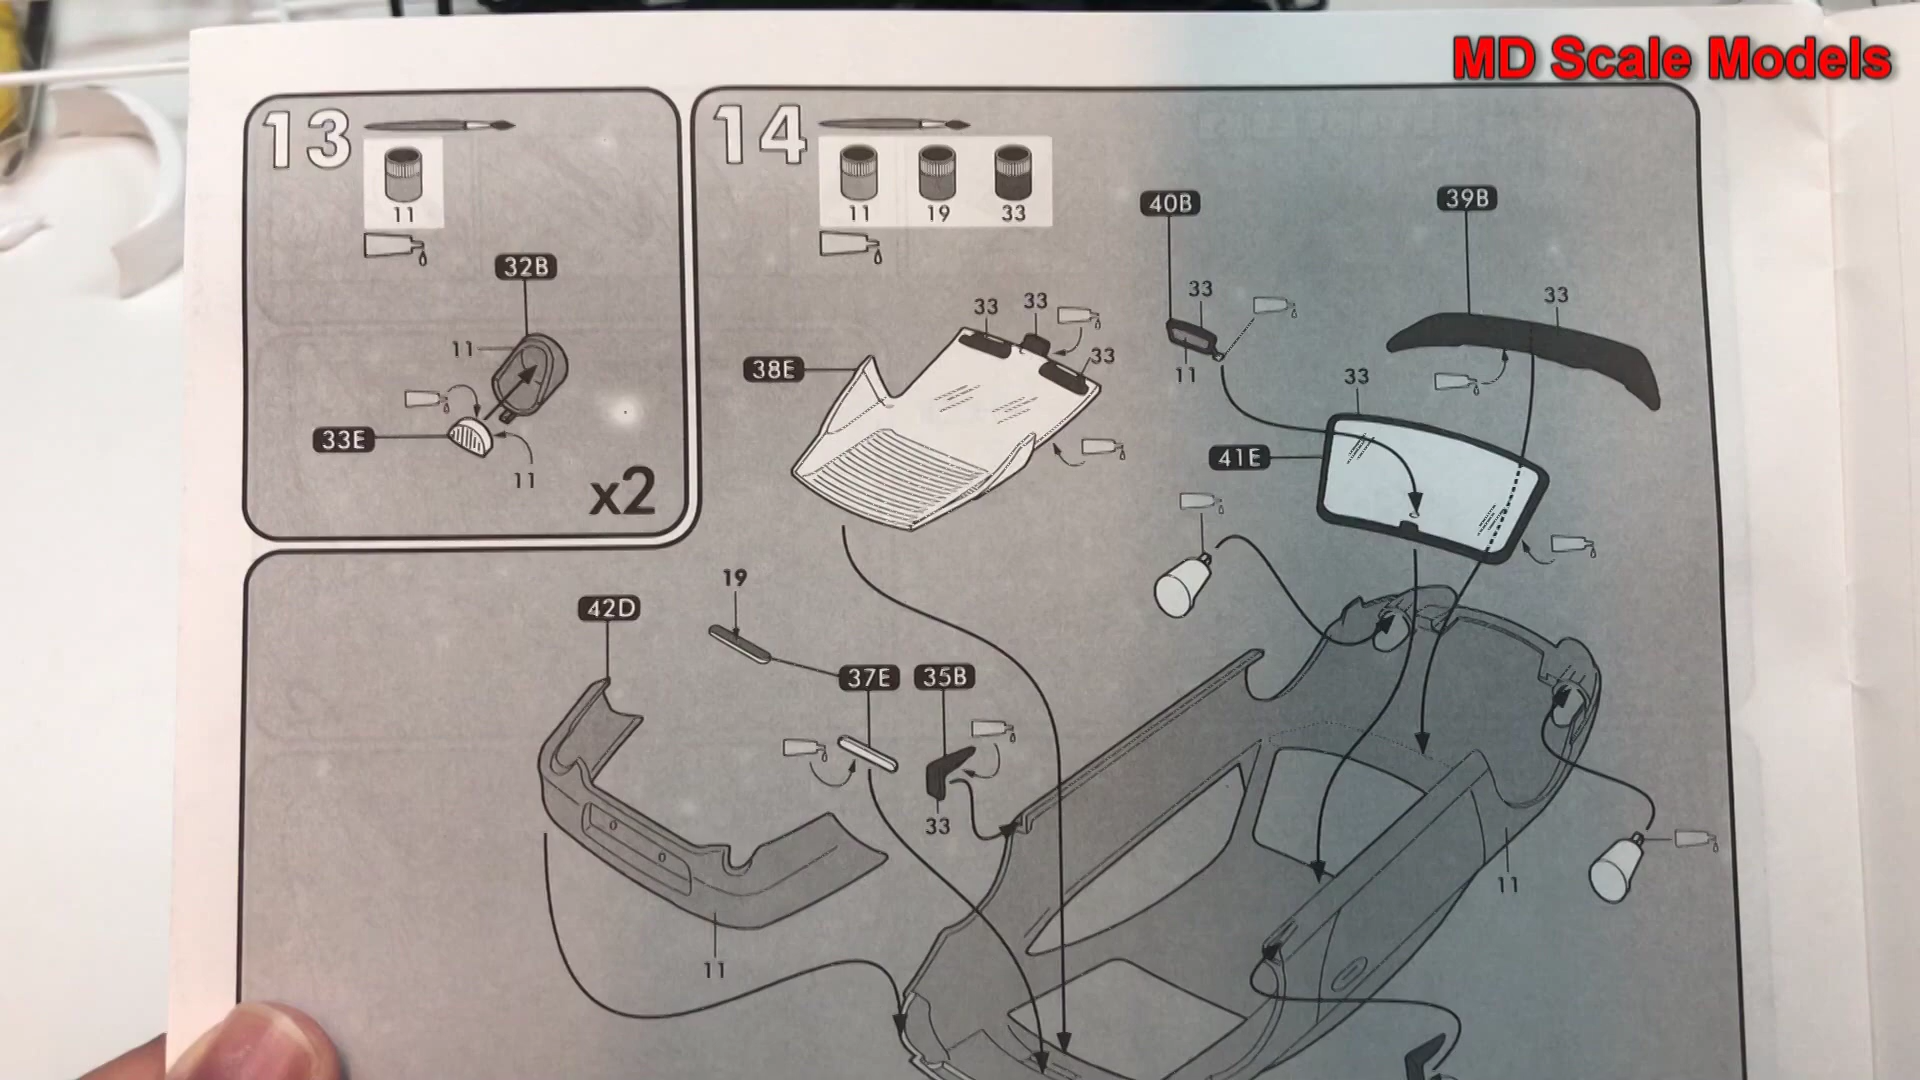 MD Scale Models
13
11
32B
11
33E
11
x2
14
11 19 33
40B
39B
33
33
33
33
33
38E
11
33
41E
19
42D
37E
35B
33
11
11